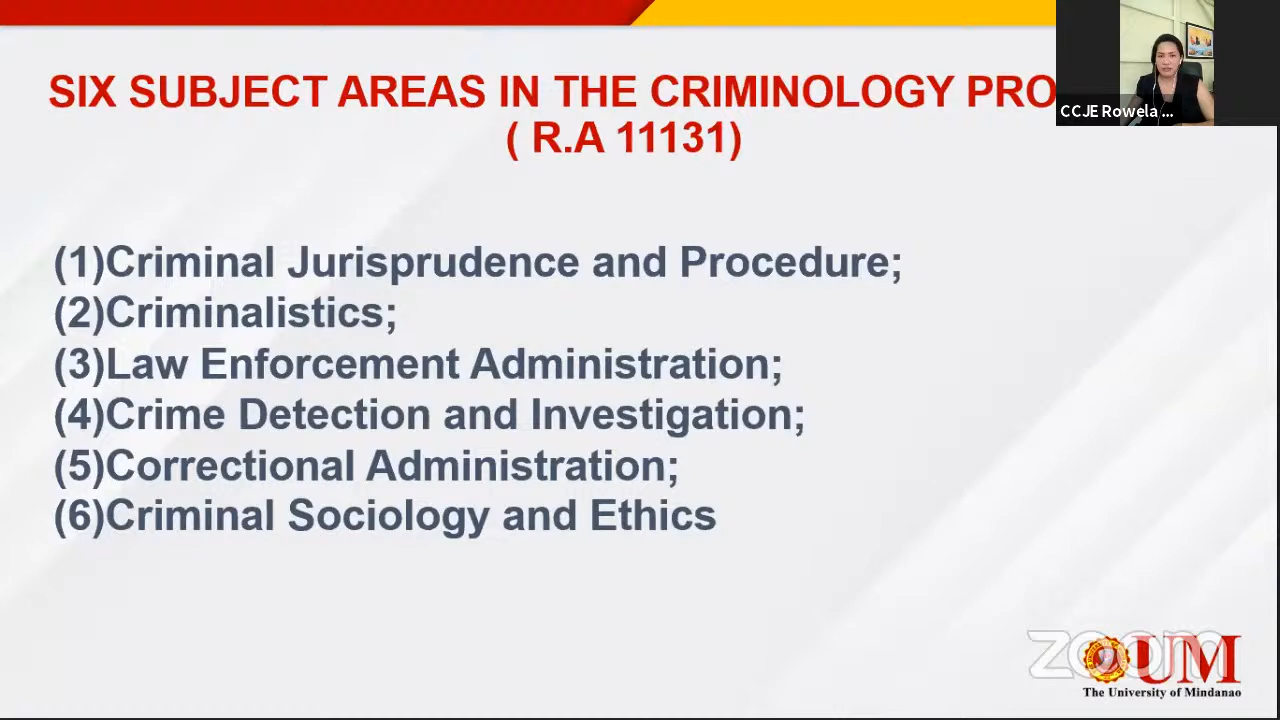 SIX SUBJECT AREAS IN THE CRIMINOLOGY PRO
( R.A 11131)
CCJE Rowela ...
(1)Criminal Jurisprudence and Procedure;
(2)Criminalistics;
(3)Law Enforcement Administration;
(4)Crime Detection and Investigation;
(5)Correctional Administration;
(6)Criminal Sociology and Ethics
zoom
UM
The University of Mindanao